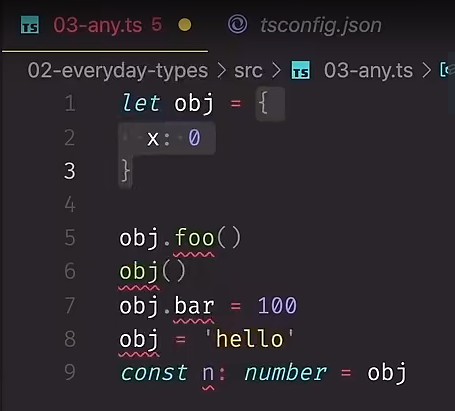 TS 03-any.ts 5 tsconfig.json
02-everyday-types > src > TS 03-any.ts >
1 let obj = {
2 x: 0
3 }
4
5 obj.foo()
6 obj()
7 obj.bar = 100
8 obj = 'hello'
9 const n: number = obj